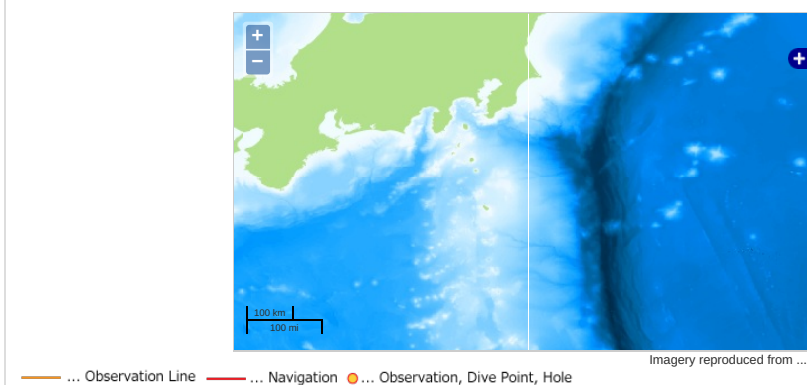 +
−
+
100 km
100 mi
Imagery reproduced from ...
... Observation Line ... Navigation ... Observation, Dive Point, Hole